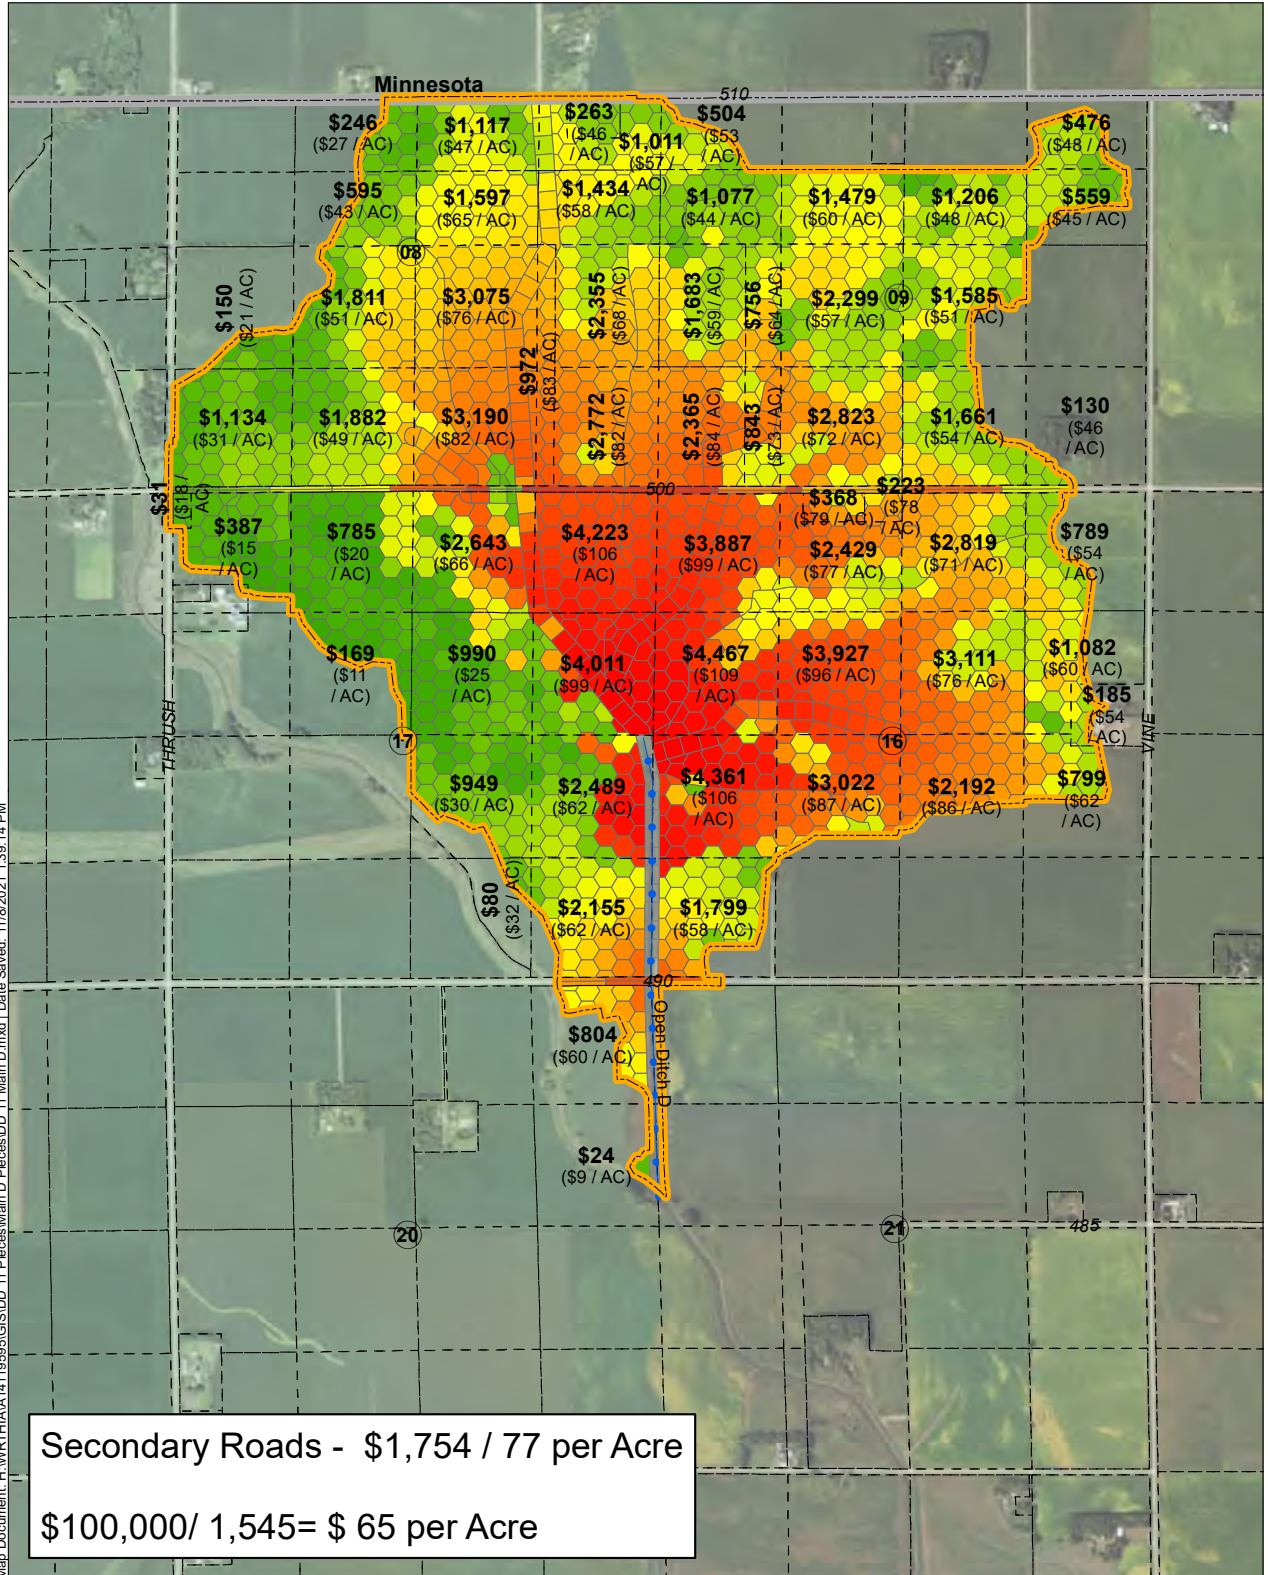 Minnesota
510
$246
($27 / AC)
$1,117
($47 / AC)
$263
($46
/ AC)
$1,011
($57 /
AC)
$504
($53
/ AC)
$476
($48 / AC)
$595
($43 / AC)
$1,597
($65 / AC)
$1,434
($58 / AC)
$1,077
($44 / AC)
$1,479
($60 / AC)
$1,206
($48 / AC)
$559
($45 / AC)
08
$150
($21 / AC)
$1,811
($51 / AC)
$3,075
($76 / AC)
$972
($83 / AC)
$2,355
($68 / AC)
$1,683
($59 / AC)
$756
($64 / AC)
$2,299
($57 / AC)
09
$1,585
($51 / AC)
$1,134
($31 / AC)
$1,882
($49 / AC)
$3,190
($82 / AC)
$2,772
($82 / AC)
$2,365
($84 / AC)
$843
($73 / AC)
$2,823
($72 / AC)
$1,661
($54 / AC)
$130
($46
/ AC)
$31
($18 /
AC)
500
$368
($79 / AC)
$223
($78
/ AC)
$387
($15
/ AC)
$785
($20
/ AC)
$2,643
($66 / AC)
$4,223
($106
/ AC)
$3,887
($99 / AC)
$2,429
($77 / AC)
$2,819
($71 / AC)
$789
($54
/ AC)
$169
($11
/ AC)
$990
($25
/ AC)
$4,011
($99 / AC)
$4,467
($109
/ AC)
$3,927
($96 / AC)
$3,111
($76 / AC)
$1,082
($60 / AC)
$185
($54
/ AC)
THRUSH
VINE
17
16
$949
($30 / AC)
$2,489
($62 / AC)
$4,361
($106
/ AC)
$3,022
($87 / AC)
$2,192
($86 / AC)
$799
($62
/ AC)
$80
($32 / AC)
$2,155
($62 / AC)
$1,799
($58 / AC)
490
Open Ditch D
$804
($60 / AC)
$24
($9 / AC)
20
21
485
Secondary Roads - $1,754 / 77 per Acre
$100,000/ 1,545= $ 65 per Acre